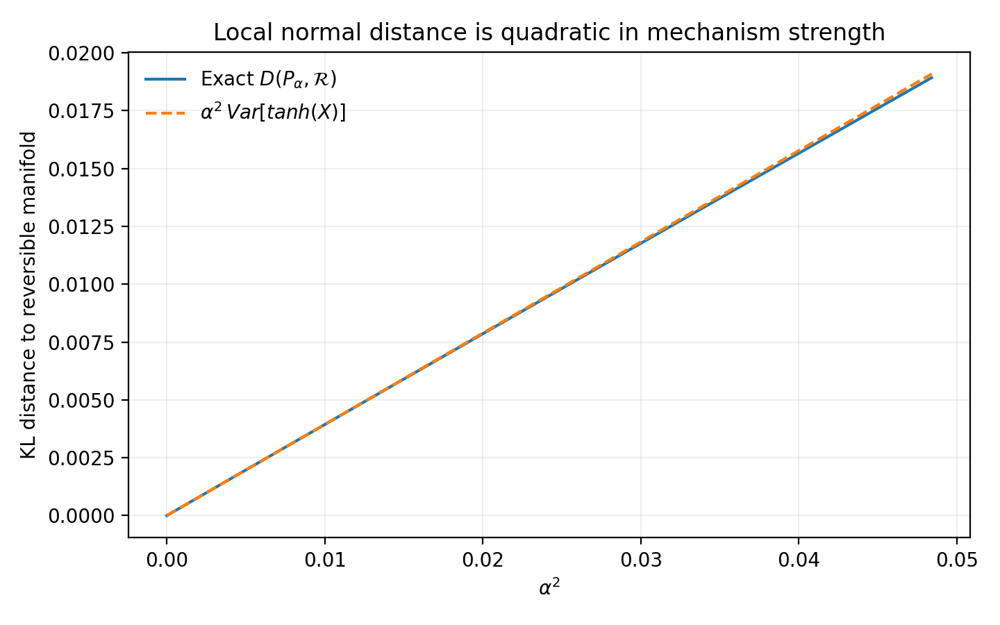 Local normal distance is quadratic in mechanism strength
Exact D(P_α, ℛ)
α² Var[tanh(X)]
KL distance to reversible manifold
0.0200
0.0175
0.0150
0.0125
0.0100
0.0075
0.0050
0.0025
0.0000
0.00 0.01 0.02 0.03 0.04 0.05
α²